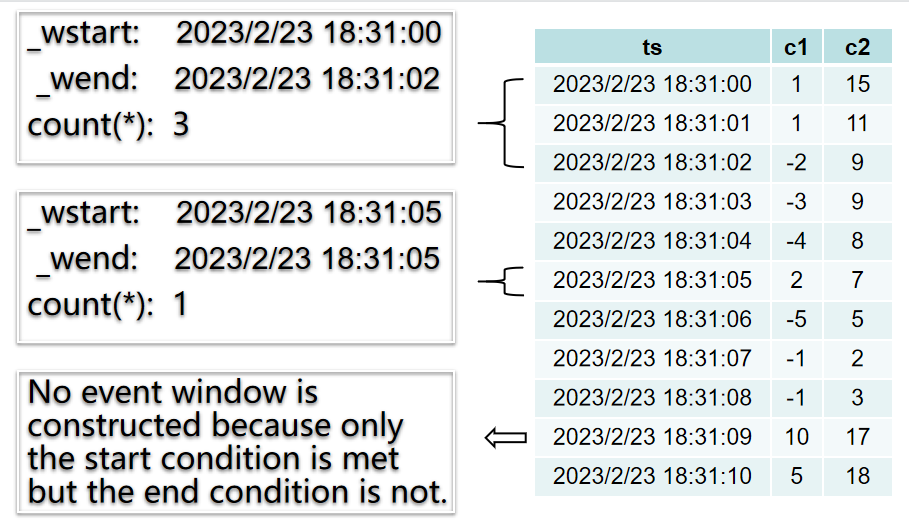 _wstart: 2023/2/23 18:31:00
_wend: 2023/2/23 18:31:02
count(*): 3
_wstart: 2023/2/23 18:31:05
_wend: 2023/2/23 18:31:05
count(*): 1
No event window is
constructed because only
the start condition is met
but the end condition is not.
ts c1 c2
2023/2/23 18:31:00 1 15
2023/2/23 18:31:01 1 11
2023/2/23 18:31:02 -2 9
2023/2/23 18:31:03 -3 9
2023/2/23 18:31:04 -4 8
2023/2/23 18:31:05 2 7
2023/2/23 18:31:06 -5 5
2023/2/23 18:31:07 -1 2
2023/2/23 18:31:08 -1 3
2023/2/23 18:31:09 10 17
2023/2/23 18:31:10 5 18